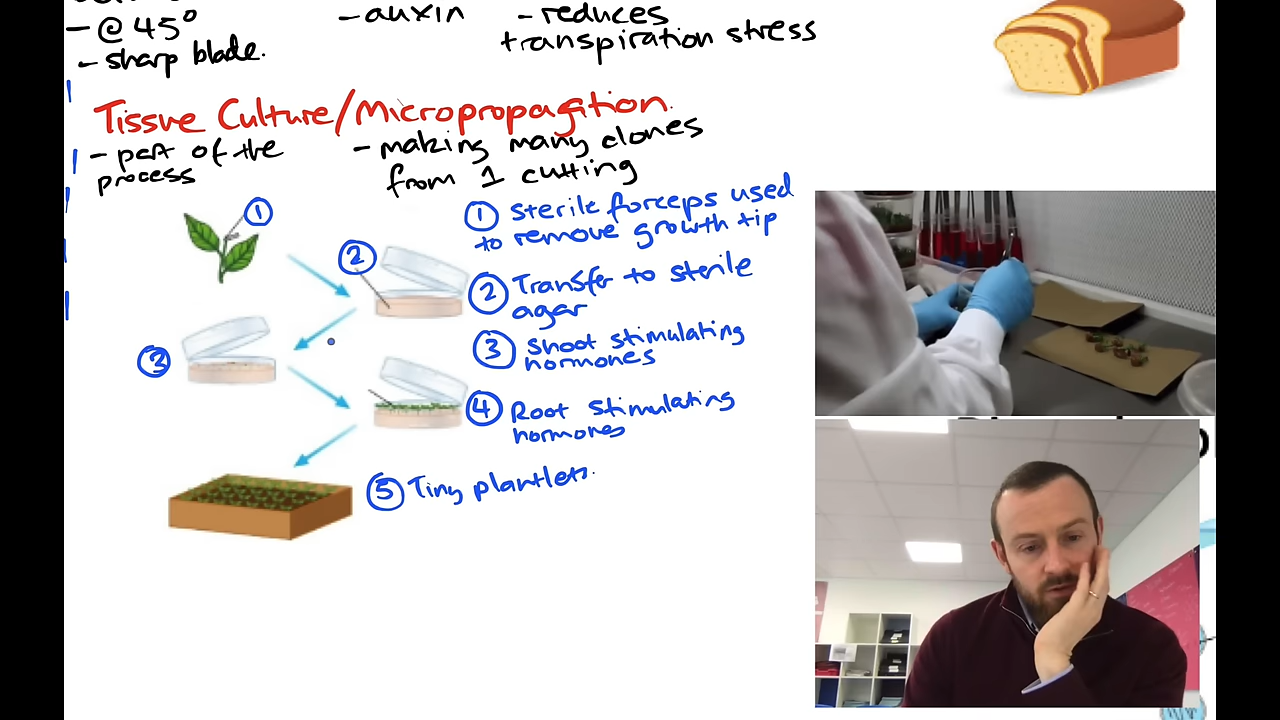 - @ 45°
- sharp blade.
- auxin
- reduces
transpiration stress
Tissue Culture/Micropropagation.
- part of the
process
- making many clones
from 1 cutting
1
2
3
4
1 Sterile forceps used
to remove growth tip
2 Transfer to sterile
agar
3 Shoot stimulating
hormones
Root stimulating
hormones
5 Tiny plantlets.